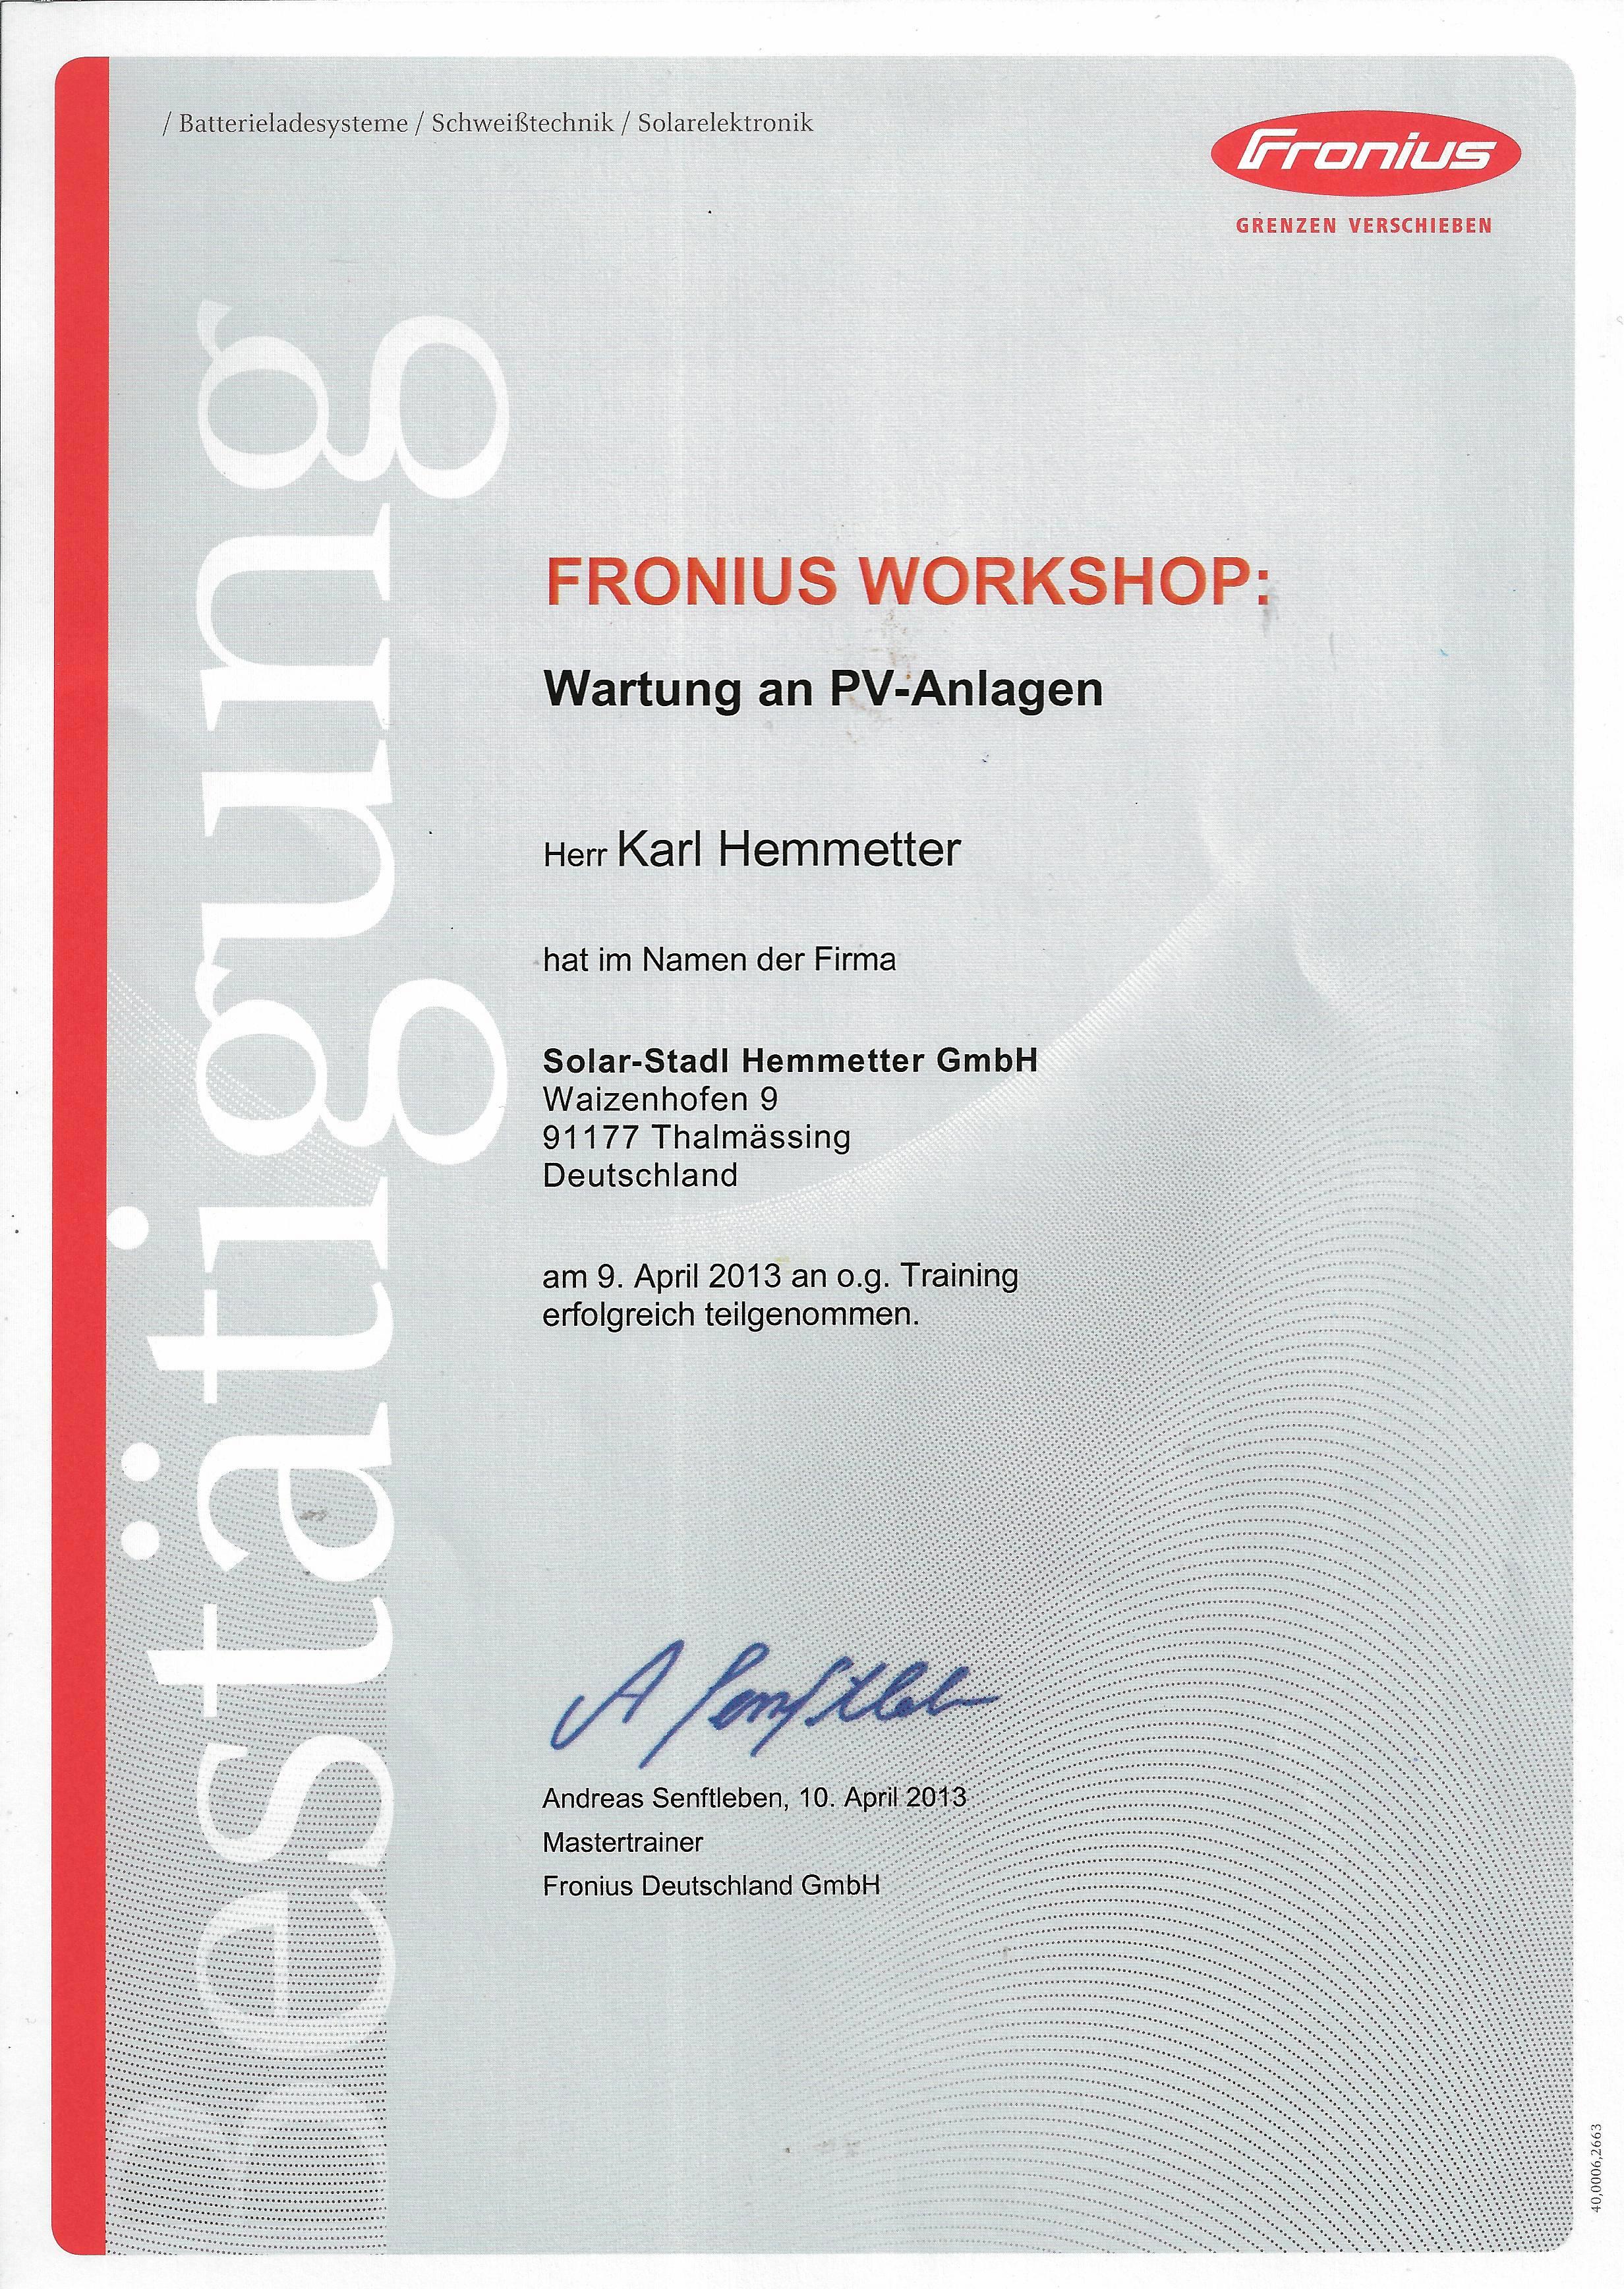 / Batterieladesysteme / Schweißtechnik / Solarelektronik
Fronius
GRENZEN VERSCHIEBEN
Bestätigung
FRONIUS WORKSHOP:
Wartung an PV-Anlagen
Herr Karl Hemmetter
hat im Namen der Firma
Solar-Stadl Hemmetter GmbH
Waizenhofen 9
91177 Thalmässing
Deutschland
am 9. April 2013 an o.g. Training
erfolgreich teilgenommen.
A Senftleben
Andreas Senftleben, 10. April 2013
Mastertrainer
Fronius Deutschland GmbH
40,0006,2663